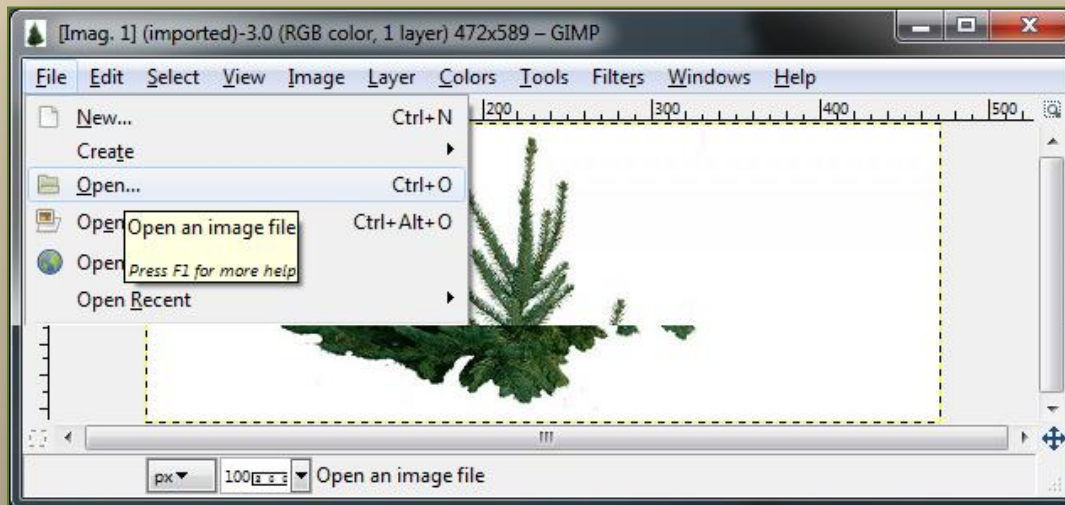 [Imag. 1] (imported)-3.0 (RGB color, 1 layer) 472x589 – GIMP
File Edit Select View Image Layer Colors Tools Filters Windows Help
200 300 400 500
New... Ctrl+N
Create
Open... Ctrl+O
Open Ctrl+Alt+O
Open an image file
Open
Press F1 for more help
Open Recent
px 100 Open an image file